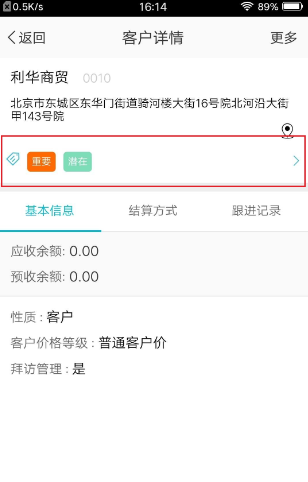 0.5K/s 16:14 89%
返回 客户详情 更多
利华商贸 0010
北京市东城区东华门街道骑河楼大街16号院北河沿大街
甲143号院
重要 潜在
基本信息 结算方式 跟进记录
应收余额: 0.00
预收余额: 0.00
性质 : 客户
客户价格等级 : 普通客户价
拜访管理 : 是